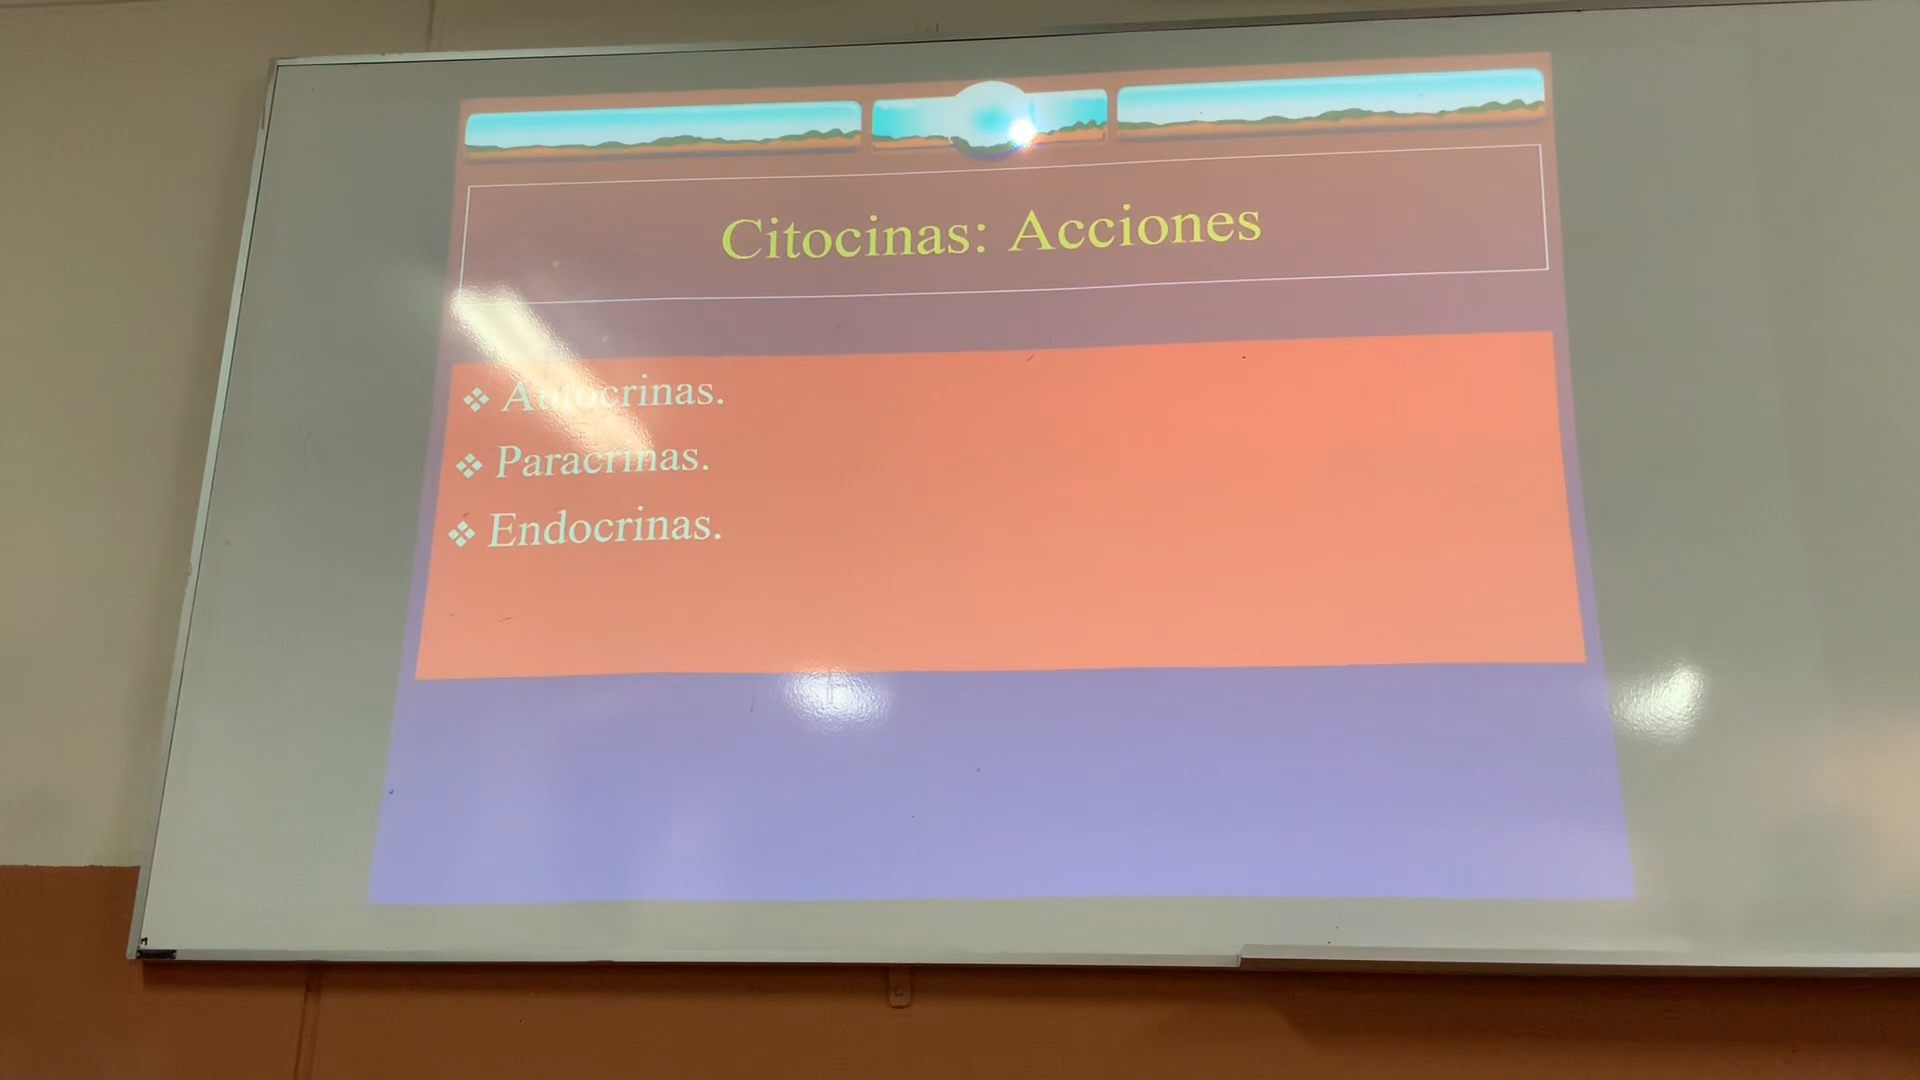 Citocinas: Acciones
❖ Autocrinas.
❖ Paracrinas.
❖ Endocrinas.